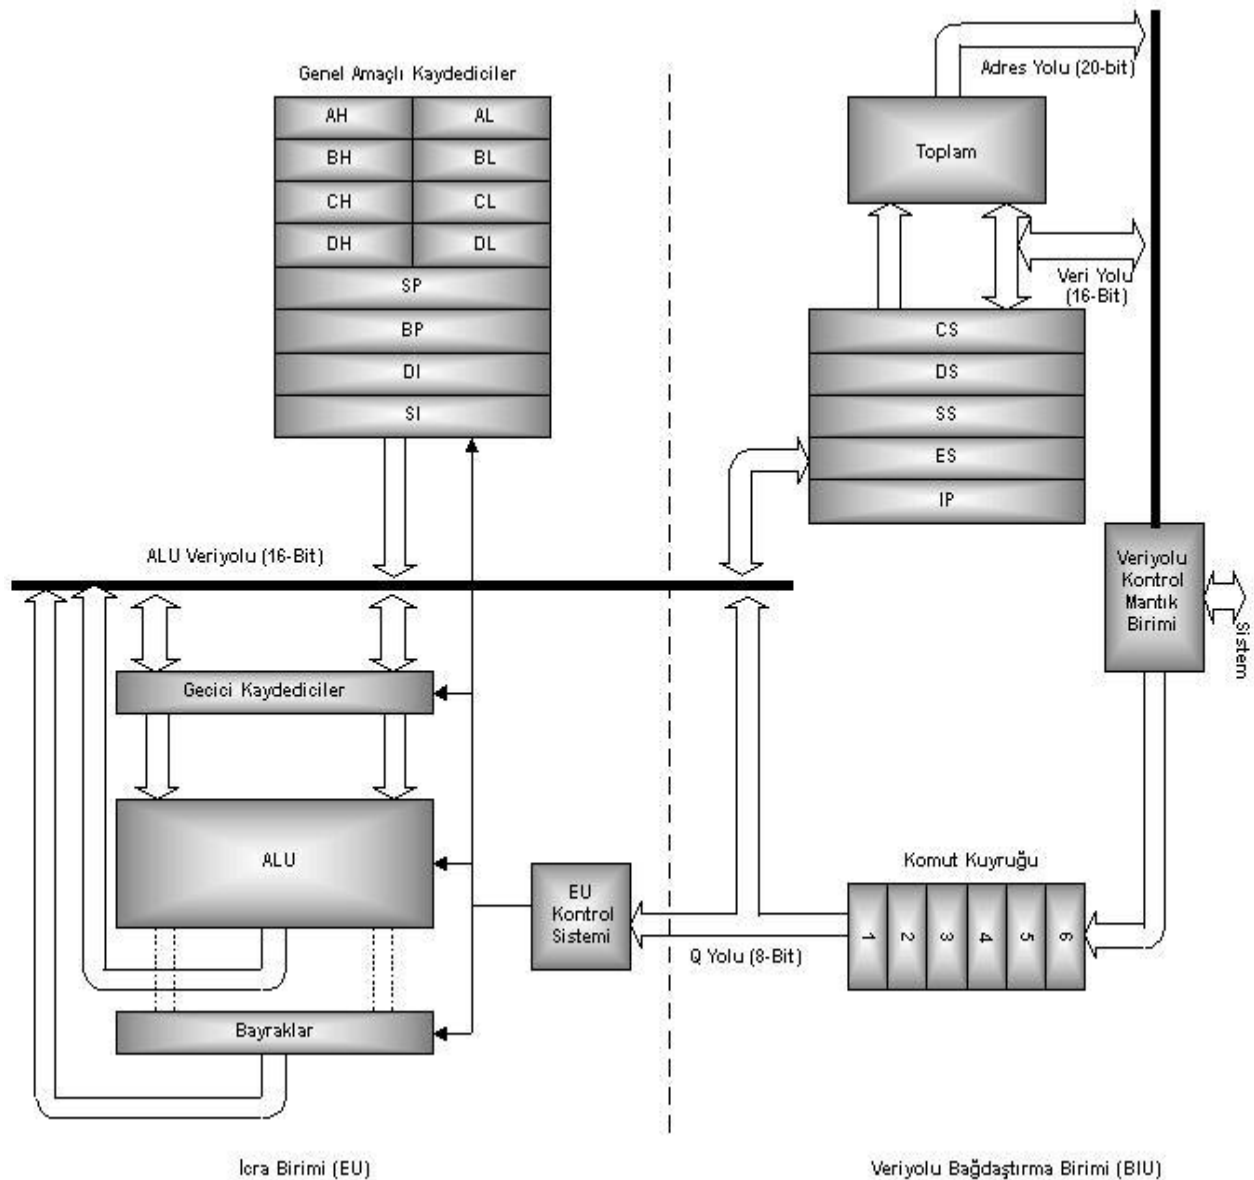 Genel Amaçlı Kaydediciler
AH
AL
BH
BL
CH
CL
DH
DL
SP
BP
DI
SI
ALU Veriyolu (16-Bit)
Gecici Kaydediciler
ALU
Bayraklar
EU
Kontrol
Sistemi
İcra Birimi (EU)
Adres Yolu (20-bit)
Toplam
Veri Yolu
(16-Bit)
CS
DS
SS
ES
IP
Veriyolu
Kontrol
Mantık
Birimi
Sistem
Komut Kuyruğu
1
2
3
4
5
6
Q Yolu (8-Bit)
Veriyolu Bağdaştırma Birimi (BIU)